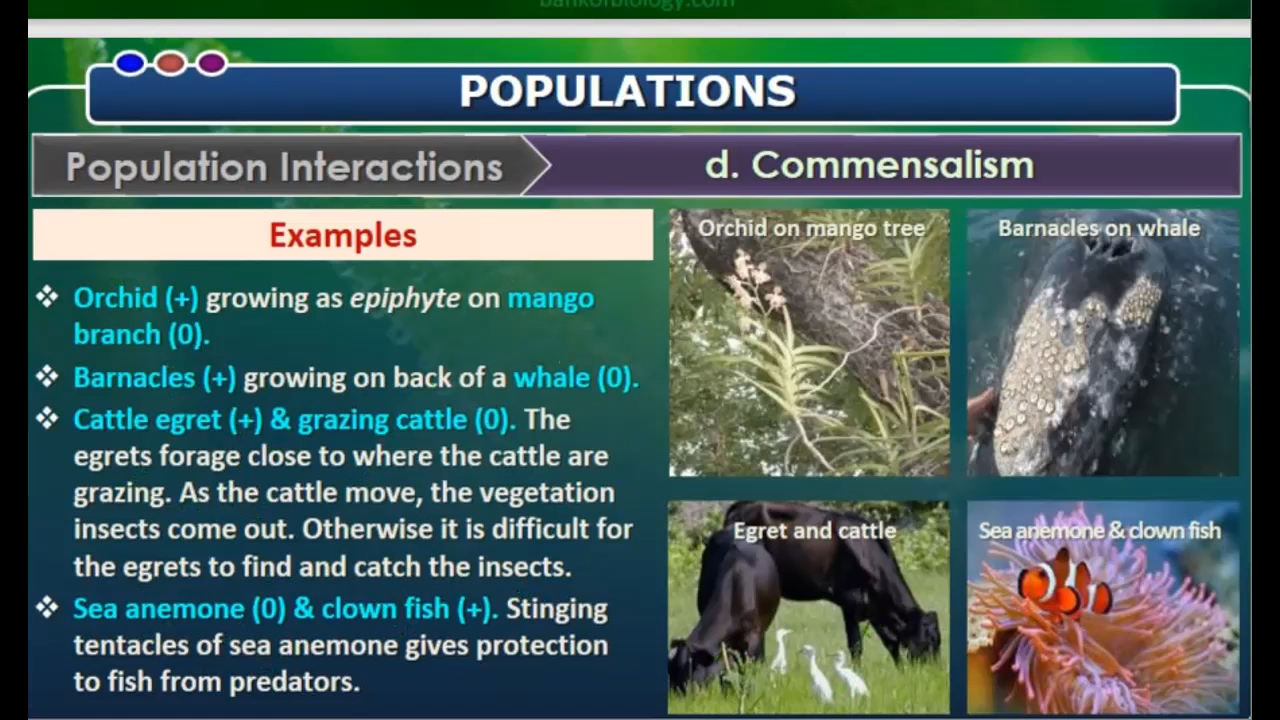 bankofbiology.com
POPULATIONS
Population Interactions
d. Commensalism
Examples
❖ Orchid (+) growing as epiphyte on mango
branch (0).
❖ Barnacles (+) growing on back of a whale (0).
❖ Cattle egret (+) & grazing cattle (0). The
egrets forage close to where the cattle are
grazing. As the cattle move, the vegetation
insects come out. Otherwise it is difficult for
the egrets to find and catch the insects.
❖ Sea anemone (0) & clown fish (+). Stinging
tentacles of sea anemone gives protection
to fish from predators.
Orchid on mango tree
Barnacles on whale
Egret and cattle
Sea anemone & clown fish